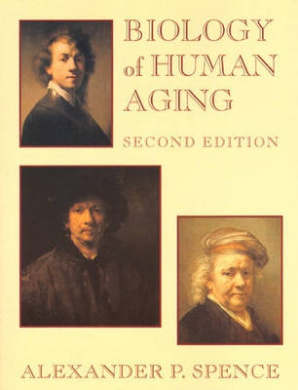 BIOLOGY
of HUMAN
AGING
SECOND EDITION
ALEXANDER P. SPENCE